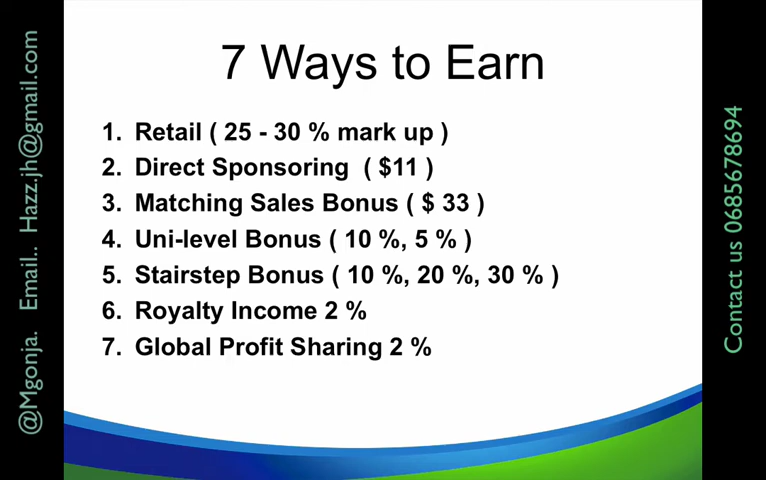 7 Ways to Earn
1. Retail ( 25 - 30 % mark up )
2. Direct Sponsoring ( $11 )
3. Matching Sales Bonus ( $ 33 )
4. Uni-level Bonus ( 10 %, 5 % )
5. Stairstep Bonus ( 10 %, 20 %, 30 % )
6. Royalty Income 2 %
7. Global Profit Sharing 2 %
@Mgonja. Email.. Hazz.jh@gmail.com
Contact us 0685678694